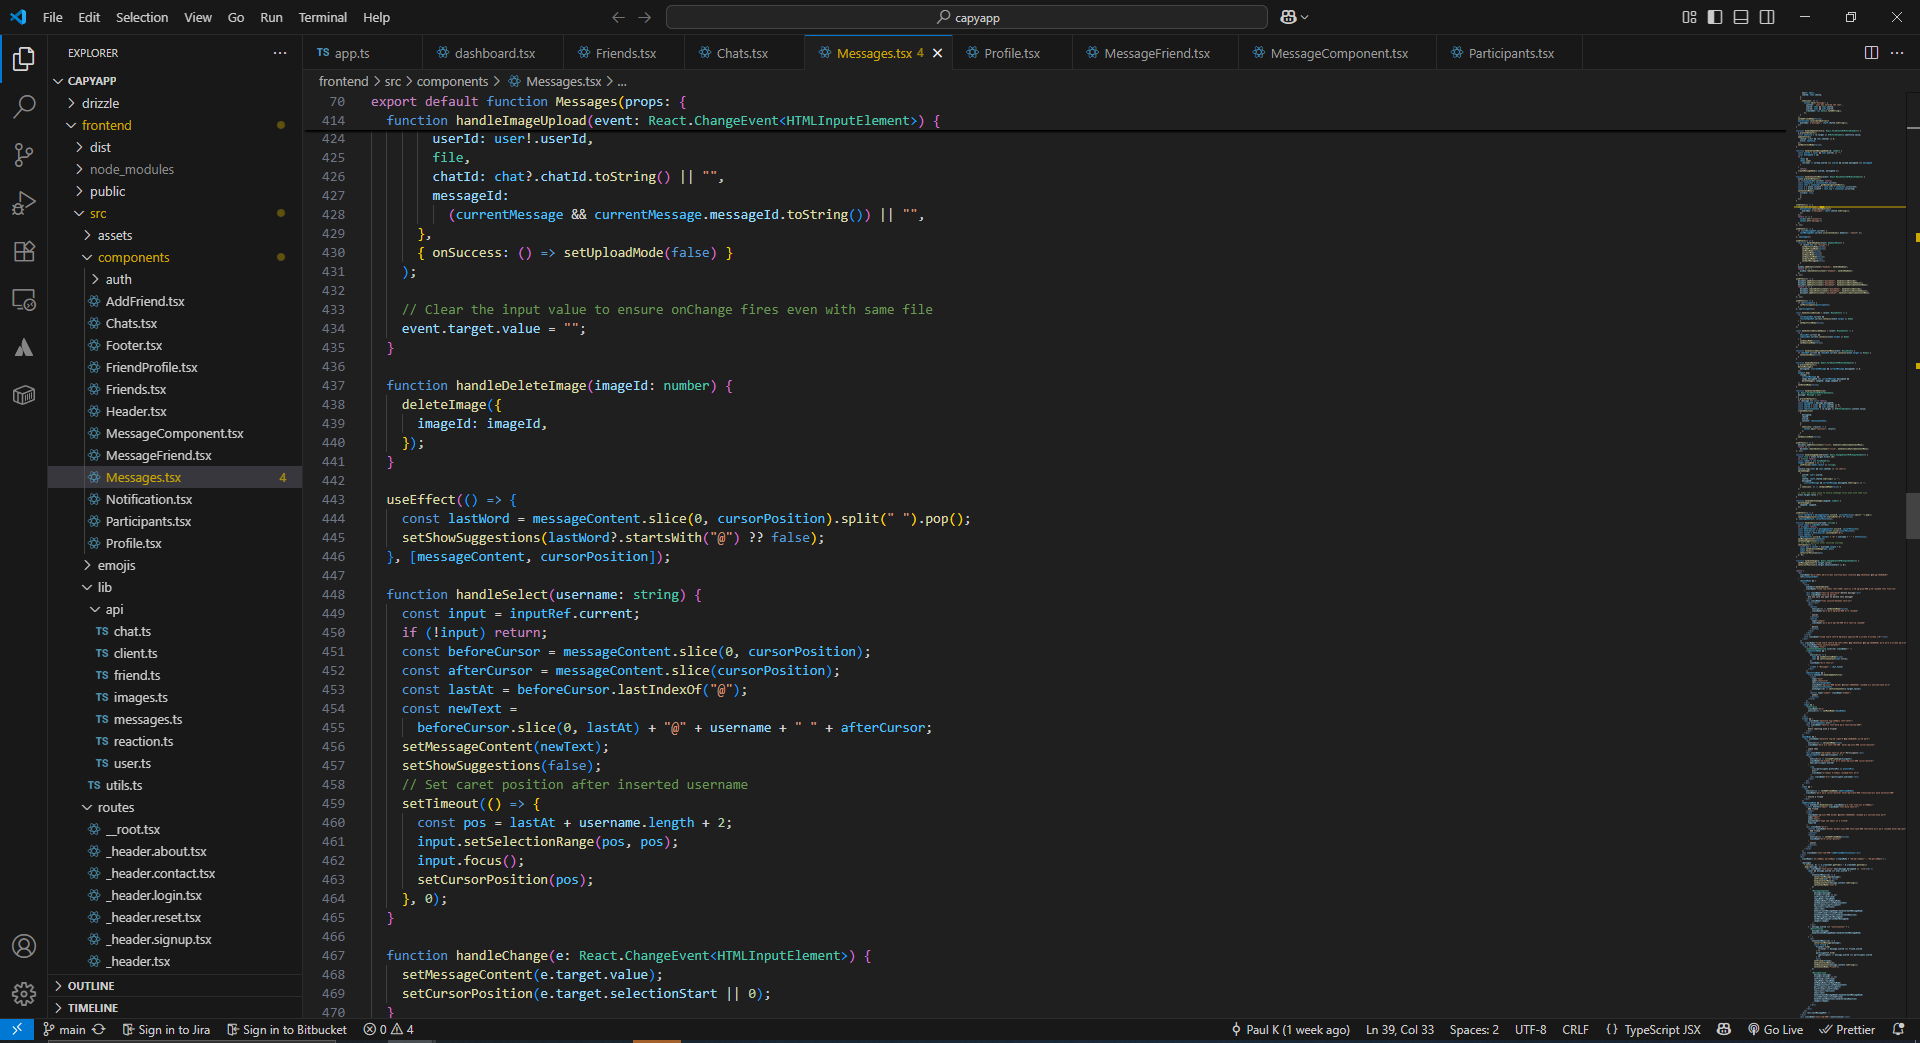 File Edit Selection View Go Run Terminal Help
capyapp
EXPLORER
CAPYAPP
drizzle
frontend
dist
node_modules
public
src
assets
components
auth
AddFriend.tsx
Chats.tsx
Footer.tsx
FriendProfile.tsx
Friends.tsx
Header.tsx
MessageComponent.tsx
MessageFriend.tsx
Messages.tsx 4
Notification.tsx
Participants.tsx
Profile.tsx
emojis
lib
api
TS chat.ts
TS client.ts
TS friend.ts
TS images.ts
TS messages.ts
TS reaction.ts
TS user.ts
TS utils.ts
routes
__root.tsx
_header.about.tsx
_header.contact.tsx
_header.login.tsx
_header.reset.tsx
_header.signup.tsx
_header.tsx
OUTLINE
TIMELINE
TS app.ts dashboard.tsx Friends.tsx Chats.tsx Messages.tsx 4 Profile.tsx MessageFriend.tsx MessageComponent.tsx Participants.tsx
frontend > src > components > Messages.tsx > ...
70 export default function Messages(props: {
414 function handleImageUpload(event: React.ChangeEvent<HTMLInputElement>) {
424 userId: user!.userId,
425 file,
426 chatId: chat?.chatId.toString() || "",
427 messageId:
428 (currentMessage && currentMessage.messageId.toString()) || "",
429 },
430 { onSuccess: () => setUploadMode(false) }
431 );
432
433 // Clear the input value to ensure onChange fires even with same file
434 event.target.value = "";
435 }
436
437 function handleDeleteImage(imageId: number) {
438 deleteImage({
439 imageId: imageId,
440 });
441 }
442
443 useEffect(() => {
444 const lastWord = messageContent.slice(0, cursorPosition).split(" ").pop();
445 setShowSuggestions(lastWord?.startsWith("@") ?? false);
446 }, [messageContent, cursorPosition]);
447
448 function handleSelect(username: string) {
449 const input = inputRef.current;
450 if (!input) return;
451 const beforeCursor = messageContent.slice(0, cursorPosition);
452 const afterCursor = messageContent.slice(cursorPosition);
453 const lastAt = beforeCursor.lastIndexOf("@");
454 const newText =
455 beforeCursor.slice(0, lastAt) + "@" + username + " " + afterCursor;
456 setMessageContent(newText);
457 setShowSuggestions(false);
458 // Set caret position after inserted username
459 setTimeout(() => {
460 const pos = lastAt + username.length + 2;
461 input.setSelectionRange(pos, pos);
462 input.focus();
463 setCursorPosition(pos);
464 }, 0);
465 }
466
467 function handleChange(e: React.ChangeEvent<HTMLInputElement>) {
468 setMessageContent(e.target.value);
469 setCursorPosition(e.target.selectionStart || 0);
470 }
main Sign in to Jira Sign in to Bitbucket 0 4 Paul K (1 week ago) Ln 39, Col 33 Spaces: 2 UTF-8 CRLF {} TypeScript JSX Go Live Prettier